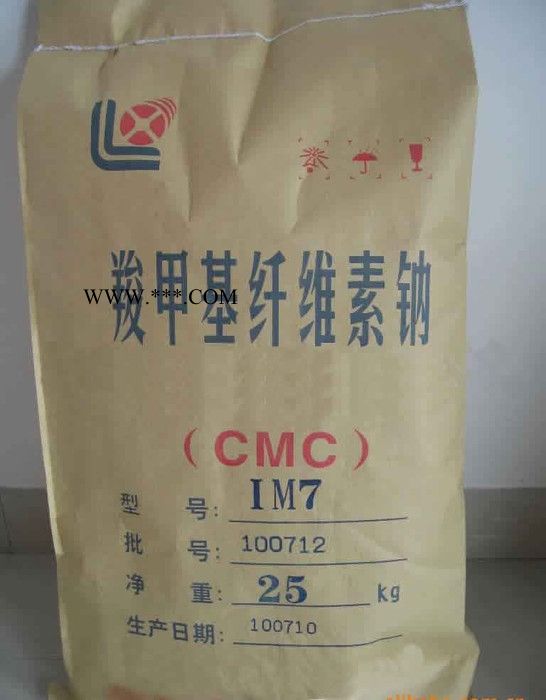 羧甲基纤维素钠
WWW.***.COM
（CMC）
型 号: IM7
批 号: 100712
净 重: 25 kg
生产日期: 100710